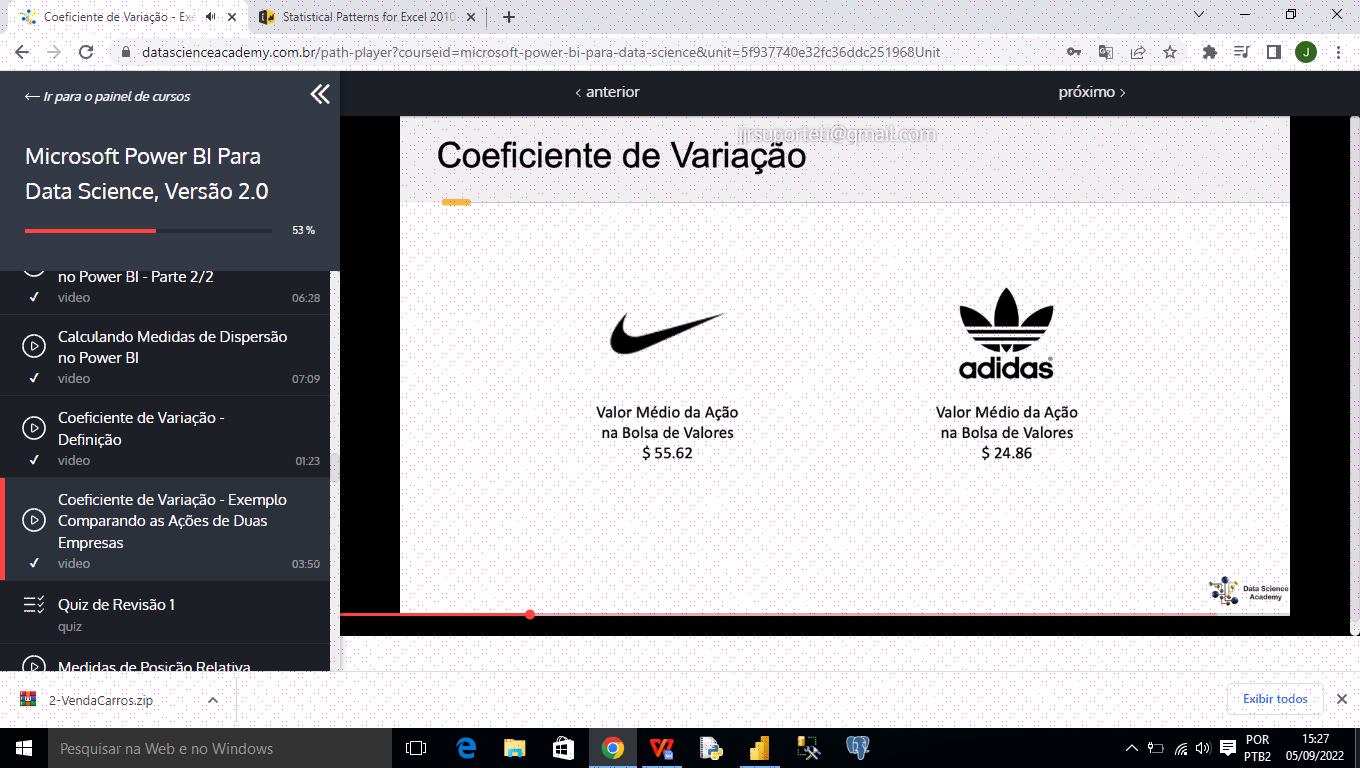 Coeficiente de Variação - Exe
Statistical Patterns for Excel 2010
datascienceacademy.com.br/path-player?courseid=microsoft-power-bi-para-data-science&unit=5f937740e32fc36ddc251968Unit
J
Ir para o painel de cursos
anterior
próximo
Microsoft Power BI Para
Data Science, Versão 2.0
53 %
no Power BI - Parte 2/2
video 06:28
Calculando Medidas de Dispersão
no Power BI
video 07:09
Coeficiente de Variação -
Definição
video 01:23
Coeficiente de Variação - Exemplo
Comparando as Ações de Duas
Empresas
video 03:50
Quiz de Revisão 1
quiz
Medidas de Posição Relativa
jjrsuporteti@gmail.com
Coeficiente de Variação
adidas
Valor Médio da Ação
na Bolsa de Valores
$ 55.62
Valor Médio da Ação
na Bolsa de Valores
$ 24.86
Data Science
Academy
2-VendaCarros.zip
Exibir todos
Pesquisar na Web e no Windows
POR
PTB2
15:27
05/09/2022